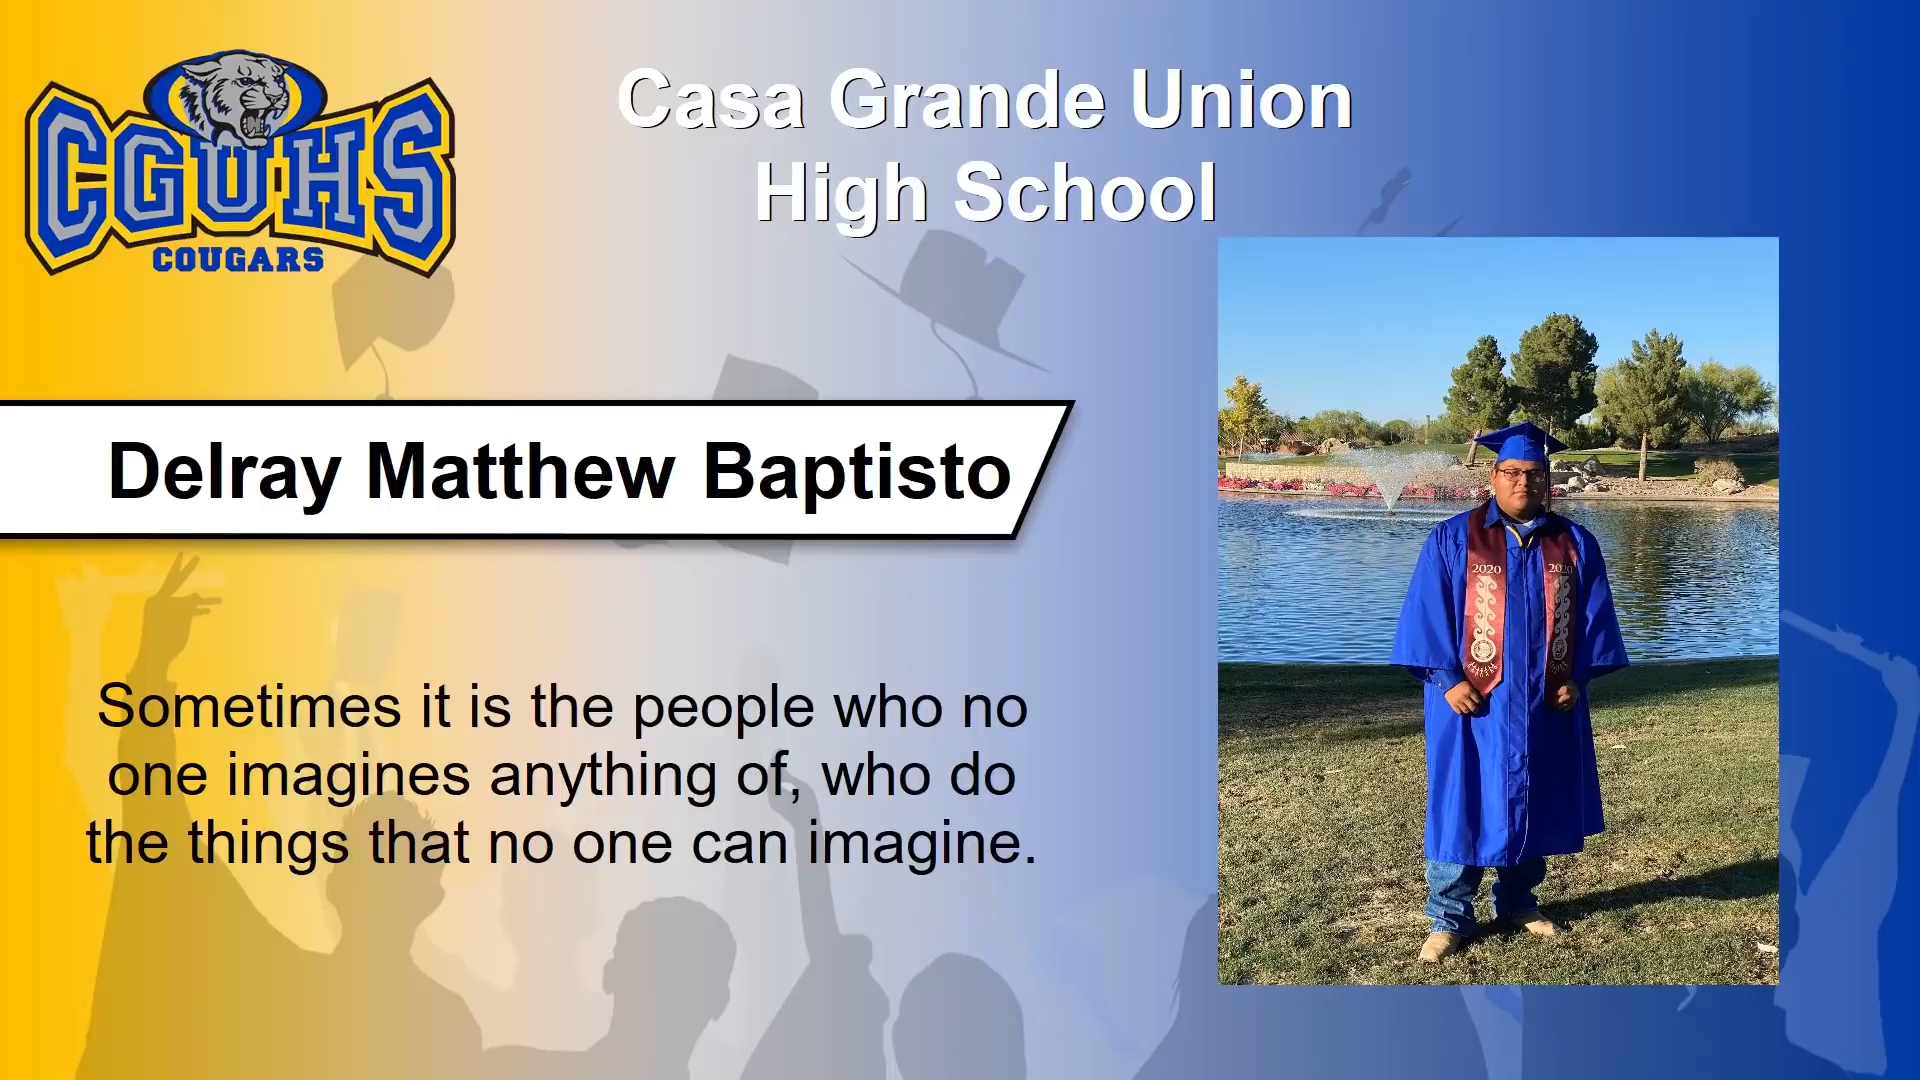 CGUHS
COUGARS
Casa Grande Union
High School
Delray Matthew Baptisto
Sometimes it is the people who no
one imagines anything of, who do
the things that no one can imagine.
2020
2020